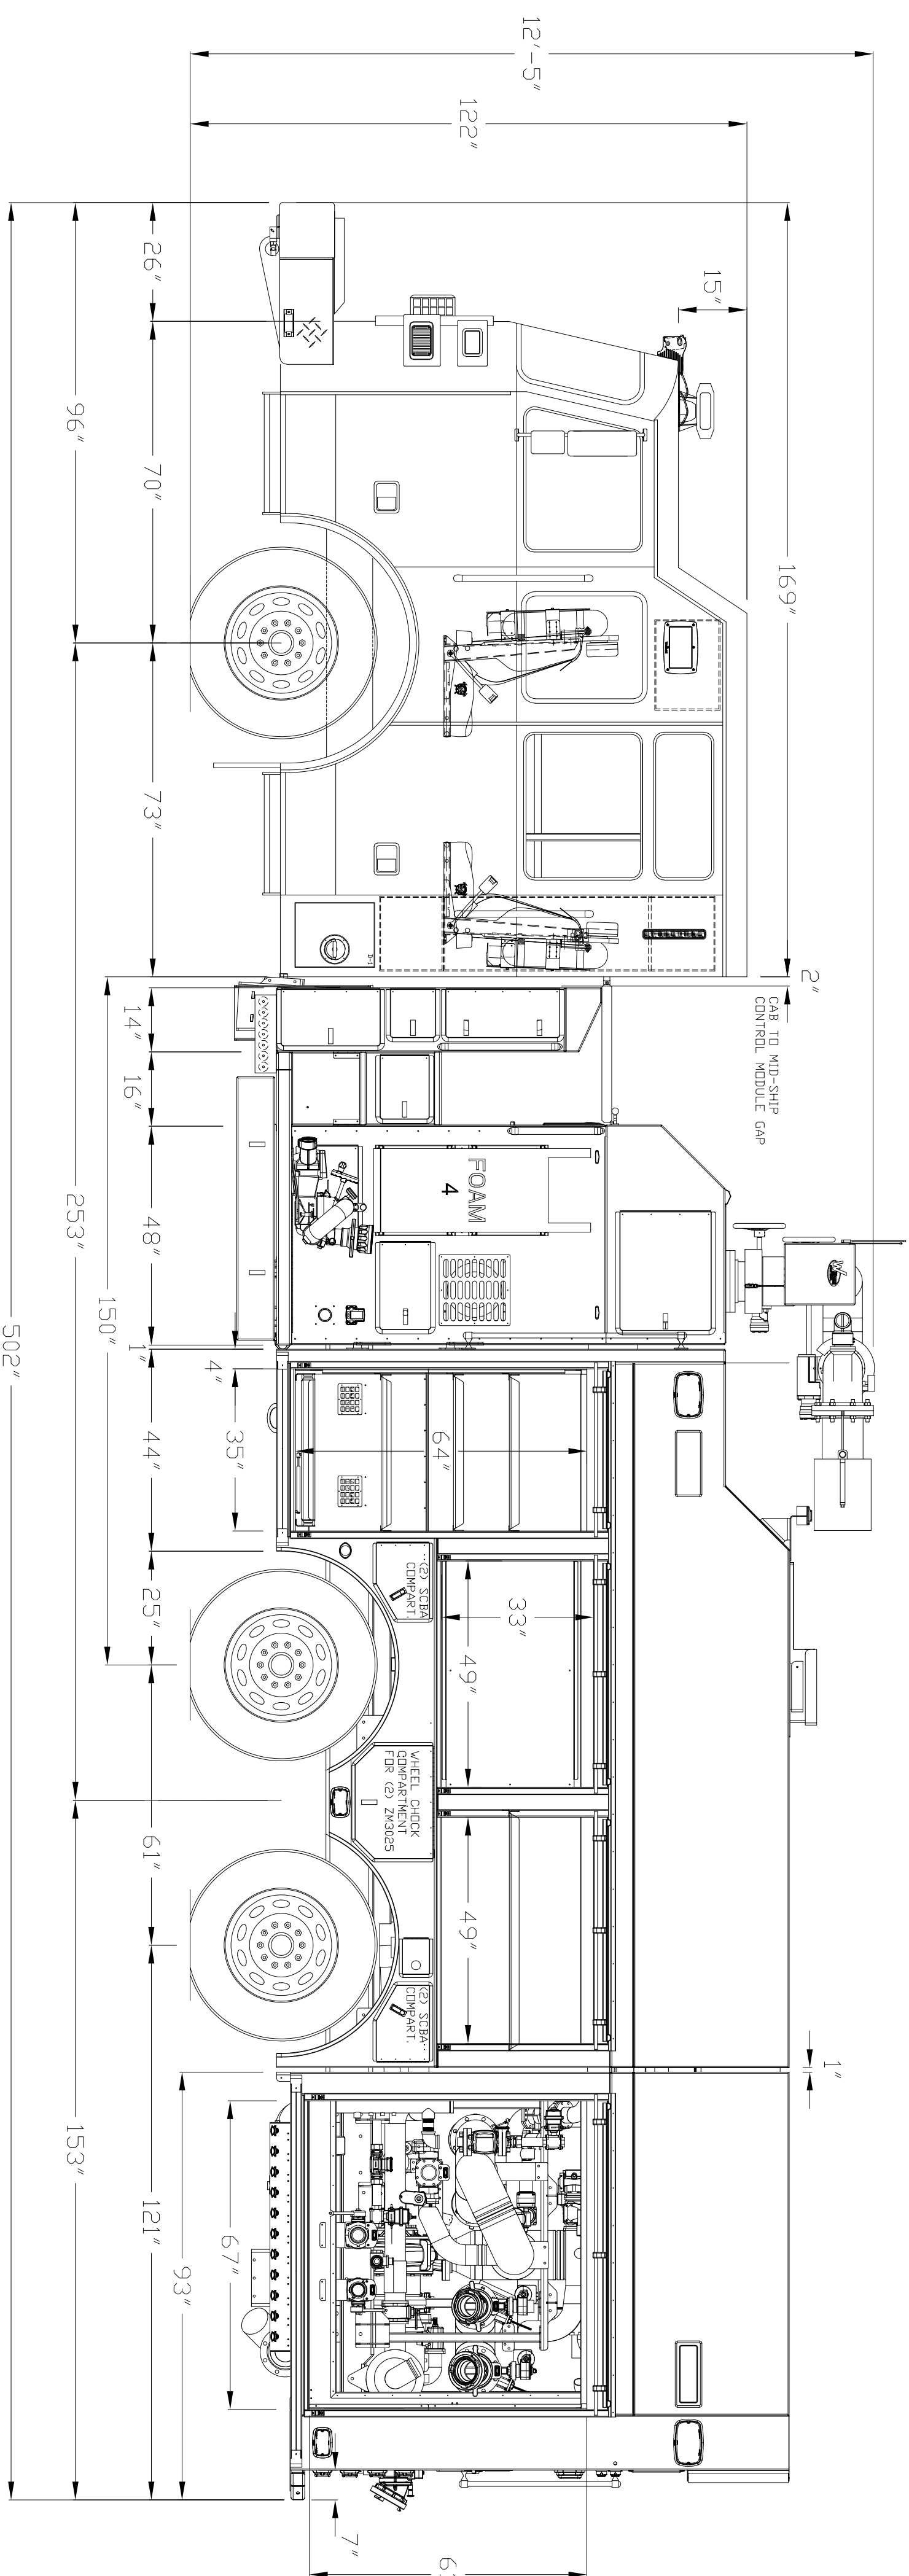 12'-5"
122"
169"
15"
2"
CAB TO MID-SHIP
CONTROL MODULE GAP
26"
70"
73"
96"
253"
150"
502"
14"
16"
48"
1"
4"
44"
35"
64"
25"
33"
49"
49"
61"
1"
153"
121"
93"
67"
7"
D-1
FOAM
4
(2) SCBA
COMPART.
WHEEL CHOCK
COMPARTMENT
FOR (2) ZM3025
(2) SCBA
COMPART.